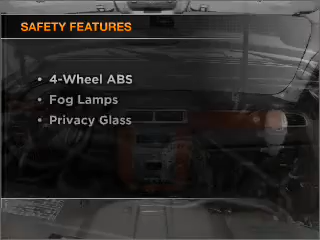 SAFETY FEATURES
• 4-Wheel ABS
• Fog Lamps
• Privacy Glass